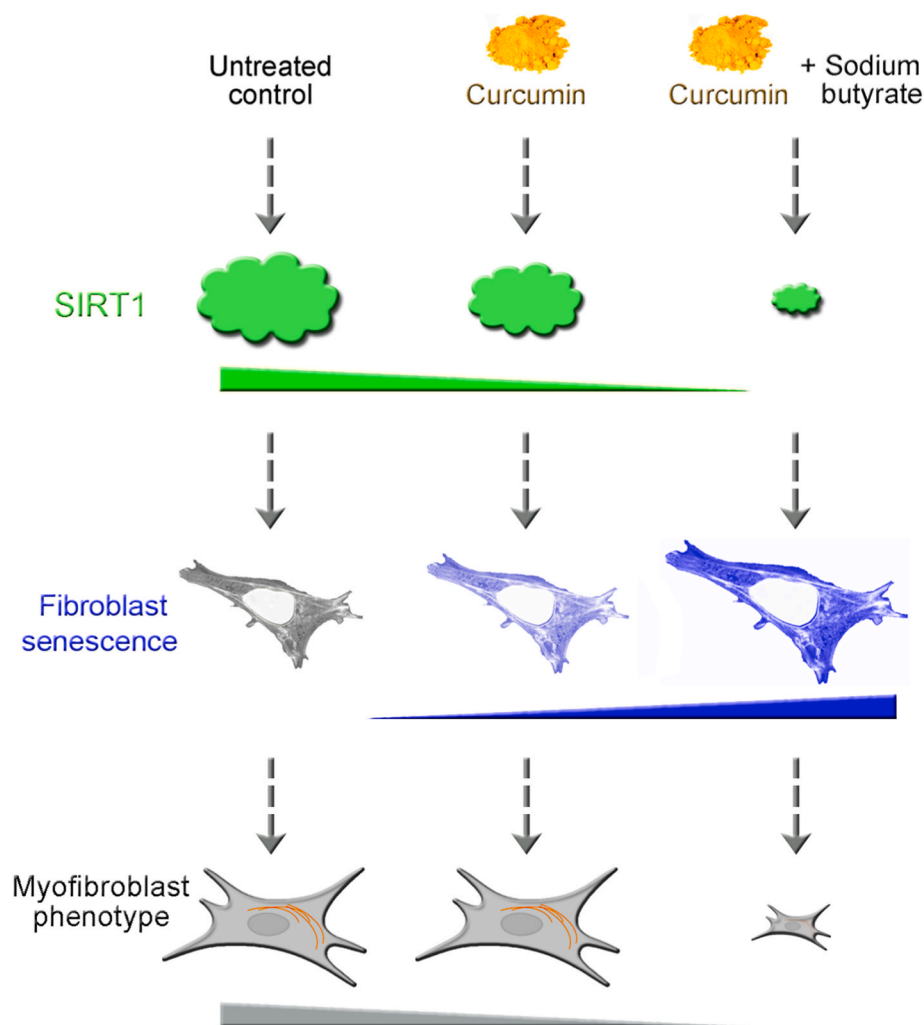 Untreated
control
Curcumin
Curcumin
+ Sodium
butyrate
SIRT1
Fibroblast
senescence
Myofibroblast
phenotype